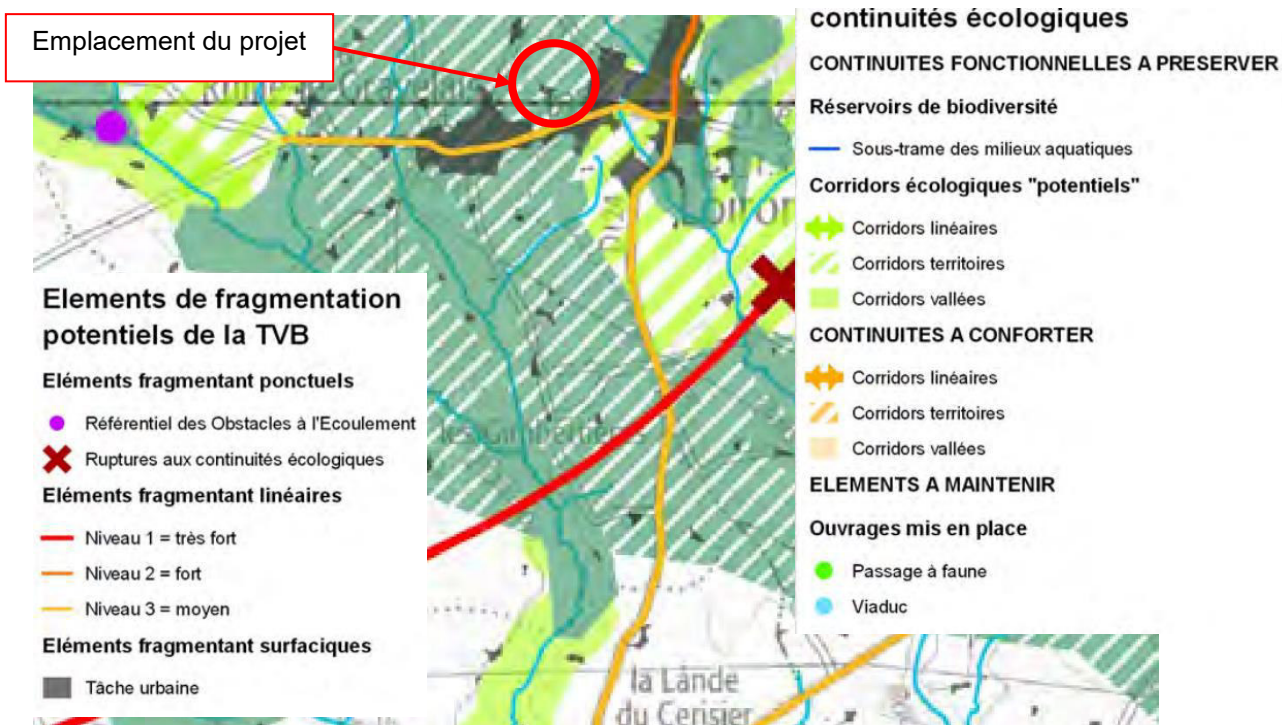 Emplacement du projet
continuités écologiques
CONTINUITES FONCTIONNELLES A PRESERVER
Réservoirs de biodiversité
Sous-trame des milieux aquatiques
Corridors écologiques "potentiels"
Corridors linéaires
Corridors territoires
Corridors vallées
CONTINUITES A CONFORTER
Corridors linéaires
Corridors territoires
Corridors vallées
ELEMENTS A MAINTENIR
Ouvrages mis en place
Passage à faune
Viaduc
Elements de fragmentation
potentiels de la TVB
Eléments fragmentant ponctuels
Référentiel des Obstacles à l'Ecoulement
Ruptures aux continuités écologiques
Eléments fragmentant linéaires
Niveau 1 = très fort
Niveau 2 = fort
Niveau 3 = moyen
Eléments fragmentant surfaciques
Tâche urbaine
la Lande
du Cerisier